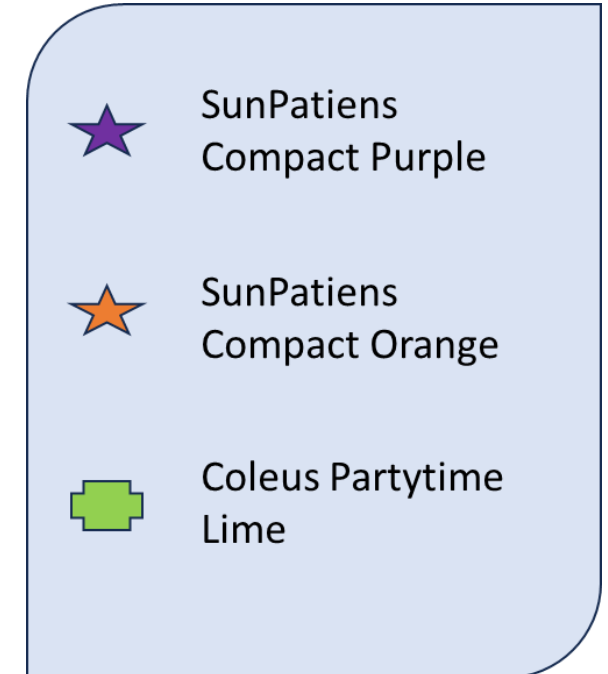 SunPatiens
Compact Purple
SunPatiens
Compact Orange
Coleus Partytime
Lime